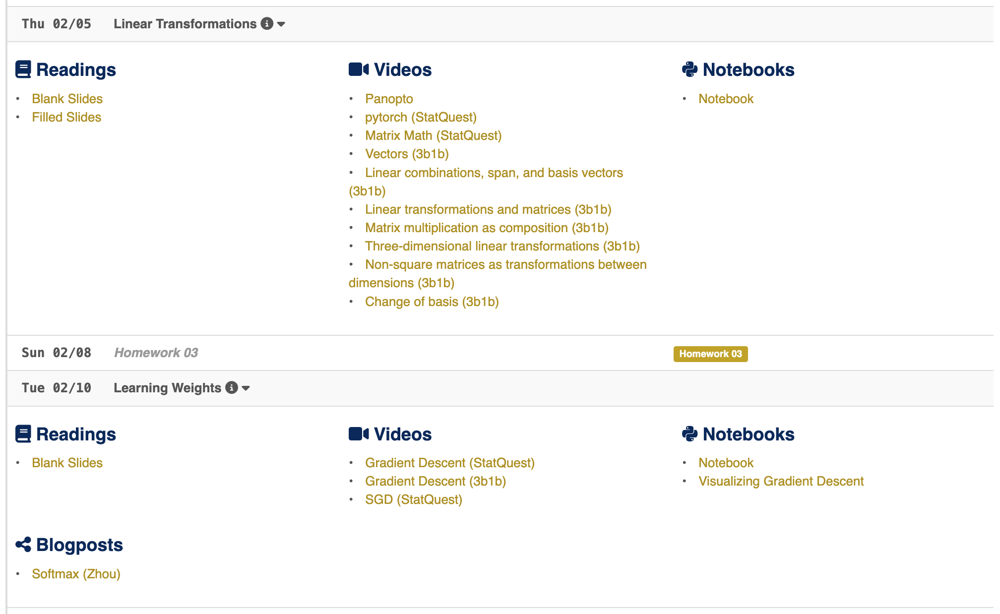 Thu 02/05 Linear Transformations
Readings
Blank Slides
Filled Slides
Videos
Panopto
pytorch (StatQuest)
Matrix Math (StatQuest)
Vectors (3b1b)
Linear combinations, span, and basis vectors
(3b1b)
Linear transformations and matrices (3b1b)
Matrix multiplication as composition (3b1b)
Three-dimensional linear transformations (3b1b)
Non-square matrices as transformations between
dimensions (3b1b)
Change of basis (3b1b)
Notebooks
Notebook
Sun 02/08 Homework 03 Homework 03
Tue 02/10 Learning Weights
Readings
Blank Slides
Videos
Gradient Descent (StatQuest)
Gradient Descent (3b1b)
SGD (StatQuest)
Notebooks
Notebook
Visualizing Gradient Descent
Blogposts
Softmax (Zhou)